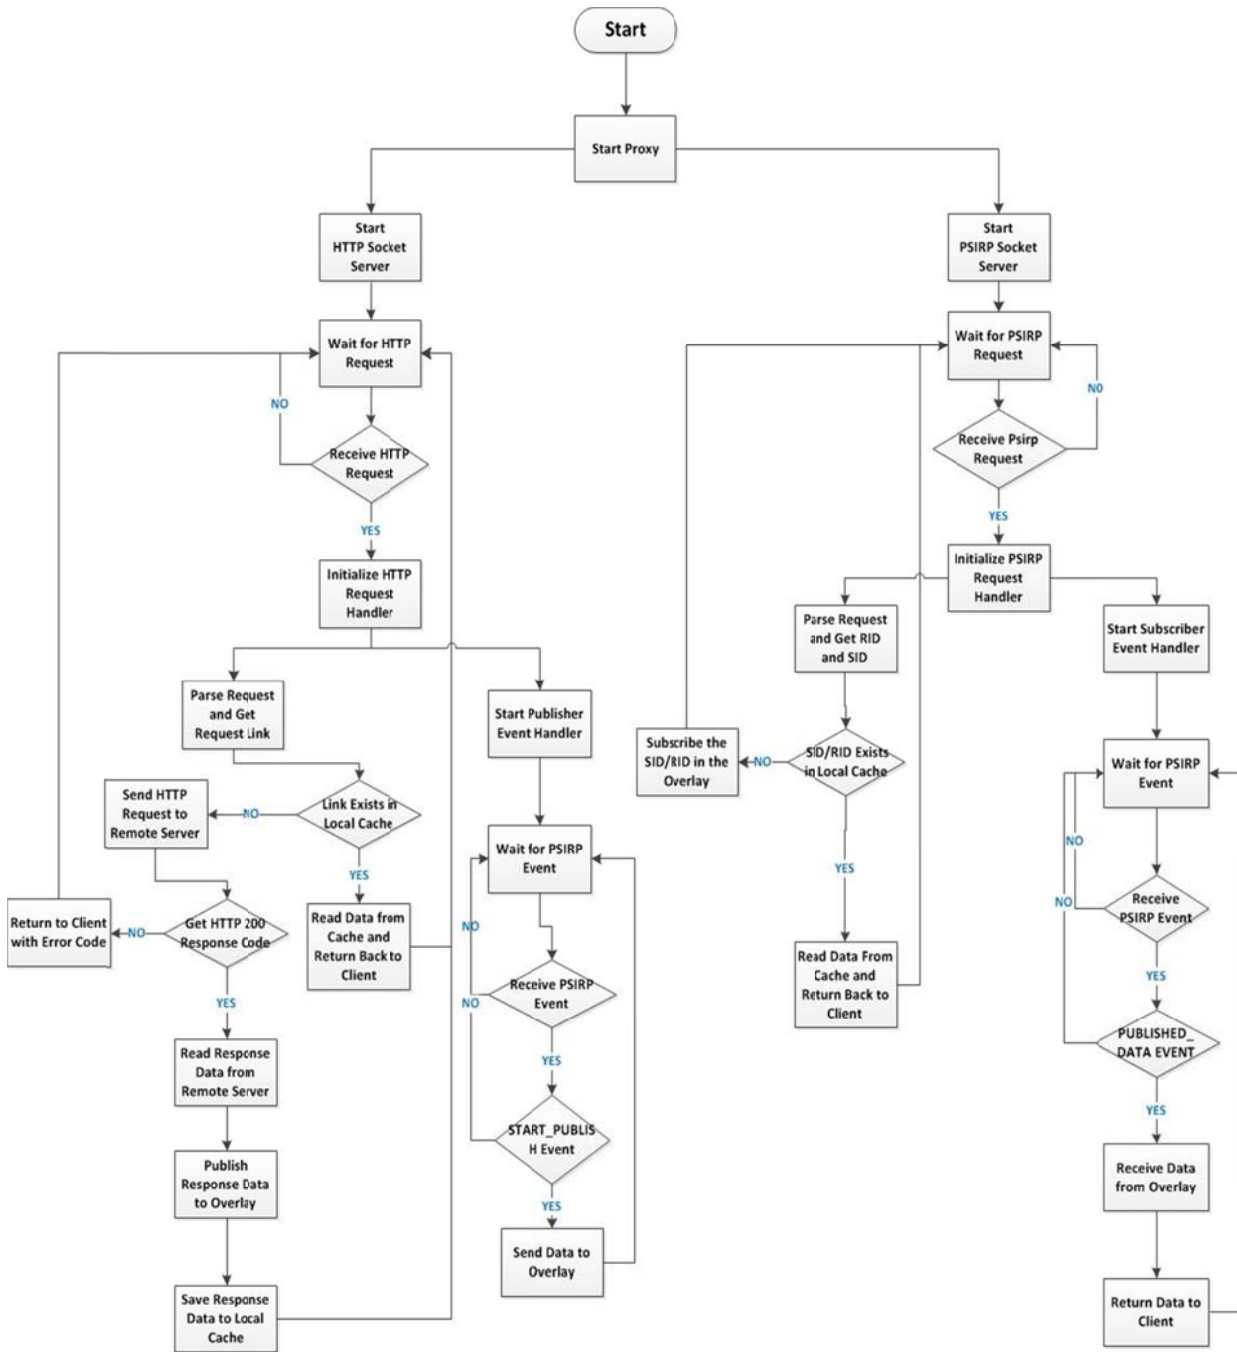 Start
Start Proxy
Start
HTTP Socket
Server
Wait for HTTP
Request
NO
Receive HTTP
Request
YES
Initialize HTTP
Request
Handler
Parse Request
and Get
Request Link
Send HTTP
Request to
Remote Server
NO
Link Exists in
Local Cache
YES
Return to Client
with Error Code
NO
Get HTTP 200
Response Code
Read Data from
Cache and
Return Back to
Client
YES
Read Response
Data from
Remote Server
Publish
Response Data
to Overlay
Save Response
Data to Local
Cache
Start Publisher
Event Handler
Wait for PSIRP
Event
NO
Receive PSIRP
Event
NO
YES
START_PUBLIS
H Event
YES
Send Data to
Overlay
Start
PSIRP Socket
Server
Wait for PSIRP
Request
N0
Receive Psirp
Request
YES
Initialize PSIRP
Request
Handler
Parse Request
and Get RID
and SID
Subscribe the
SID/RID in the
Overlay
NO
SID/RID Exists
in Local Cache
YES
Read Data From
Cache and
Return Back to
Client
Start Subscriber
Event Handler
Wait for PSIRP
Event
NO
Receive
PSIRP Event
NO
YES
PUBLISHED_
DATA EVENT
YES
Receive Data
from Overlay
Return Data to
Client